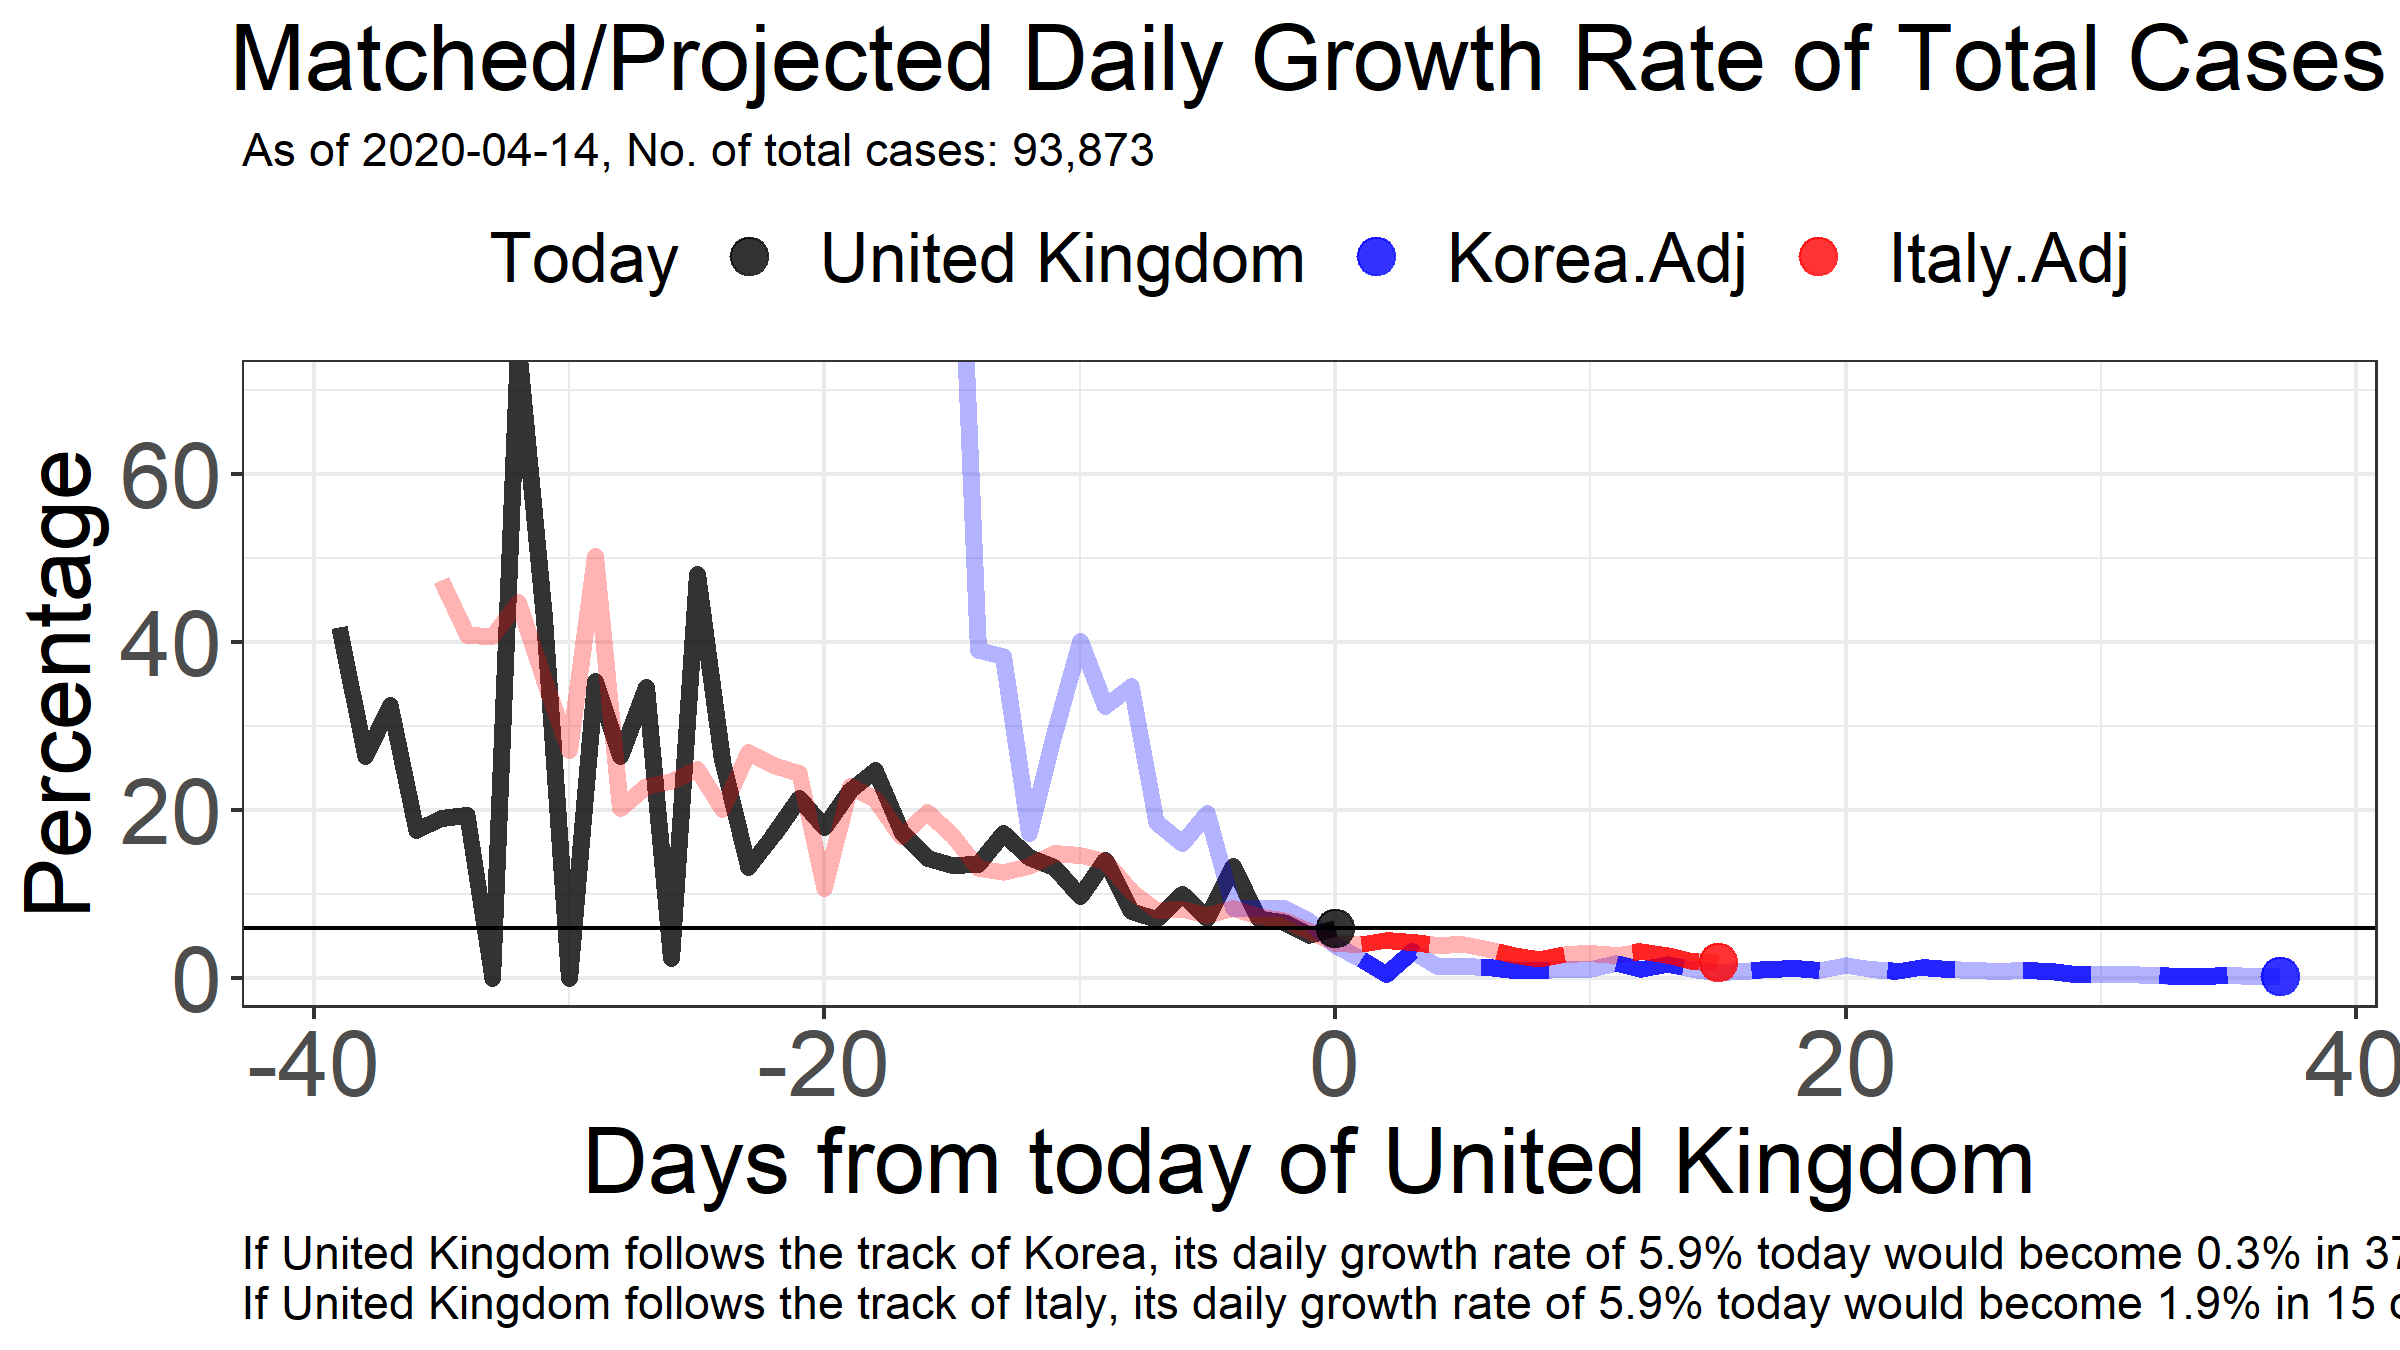 Matched/Projected Daily Growth Rate of Total Cases
As of 2020-04-14, No. of total cases: 93,873
Today United Kingdom Korea.Adj Italy.Adj
Percentage
60
40
20
0
-40 -20 0 20 40
Days from today of United Kingdom
If United Kingdom follows the track of Korea, its daily growth rate of 5.9% today would become 0.3% in 37
If United Kingdom follows the track of Italy, its daily growth rate of 5.9% today would become 1.9% in 15